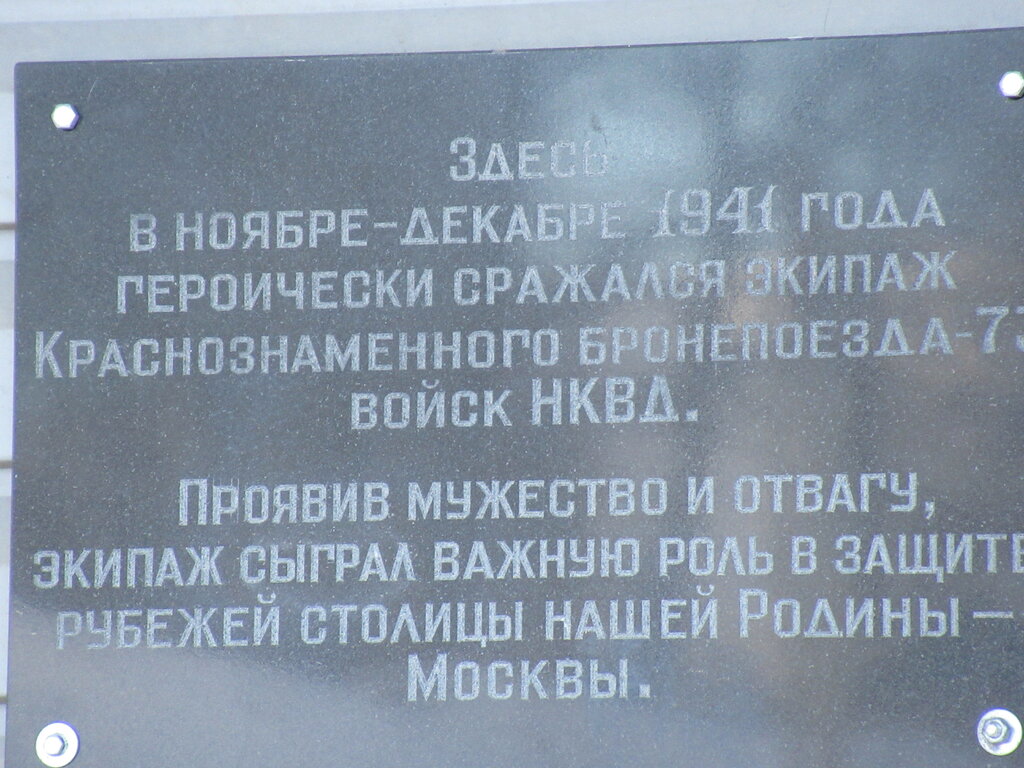 Здесь
в ноябре-декабре 1941 года
героически сражался экипаж
Краснознаменного бронепоезда-73
войск НКВД.
Проявив мужество и отвагу,
экипаж сыграл важную роль в защите
рубежей столицы нашей Родины —
Москвы.